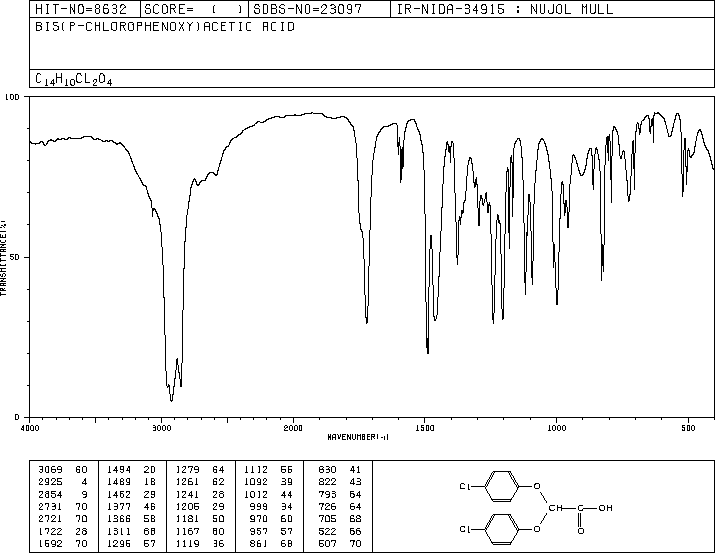 HIT-NO=8632 SCORE= ( ) SDBS-NO=23097 IR-NIDA-34915 : NUJOL MULL
BIS(P-CHLOROPHENOXY)ACETIC ACID
C14H10CL2O4
100
50
0
TRANSMITTANCE(%)
4000 3000 2000 1500 1000 500
WAVENUMBER(-1)
3069 60 1494 20 1279 64 1112 55 830 41
2925 4 1489 18 1261 62 1092 39 822 43
2854 9 1462 29 1241 28 1012 44 793 64
2731 70 1377 46 1205 29 999 34 726 64
2721 70 1366 58 1181 50 970 60 705 68
1722 28 1311 68 1167 60 957 57 522 66
1592 70 1295 57 1119 36 861 68 507 70
Cl O
CH C OH
Cl O O